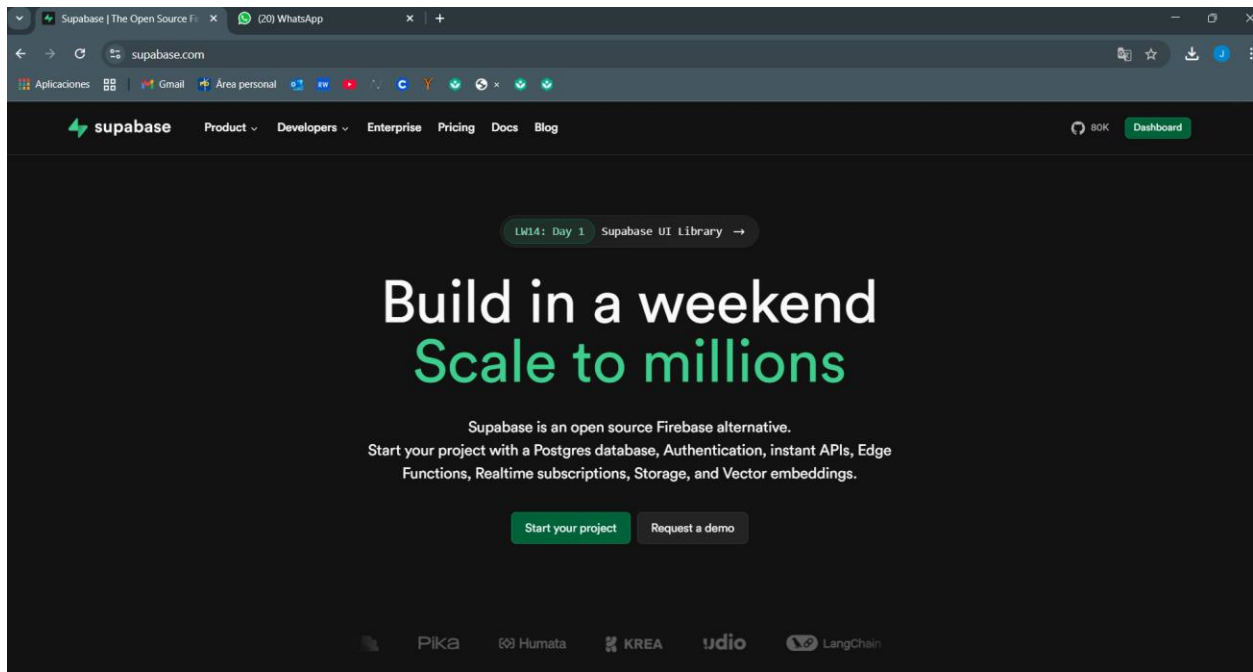 Supabase | The Open Source Fi
(20) WhatsApp
supabase.com
Aplicaciones
Gmail
Área personal
supabase
Product
Developers
Enterprise
Pricing
Docs
Blog
80K
Dashboard
LW14: Day 1
Supabase UI Library →
Build in a weekend
Scale to millions
Supabase is an open source Firebase alternative.
Start your project with a Postgres database, Authentication, instant APIs, Edge
Functions, Realtime subscriptions, Storage, and Vector embeddings.
Start your project
Request a demo
Pika
Humata
KREA
udio
LangChain